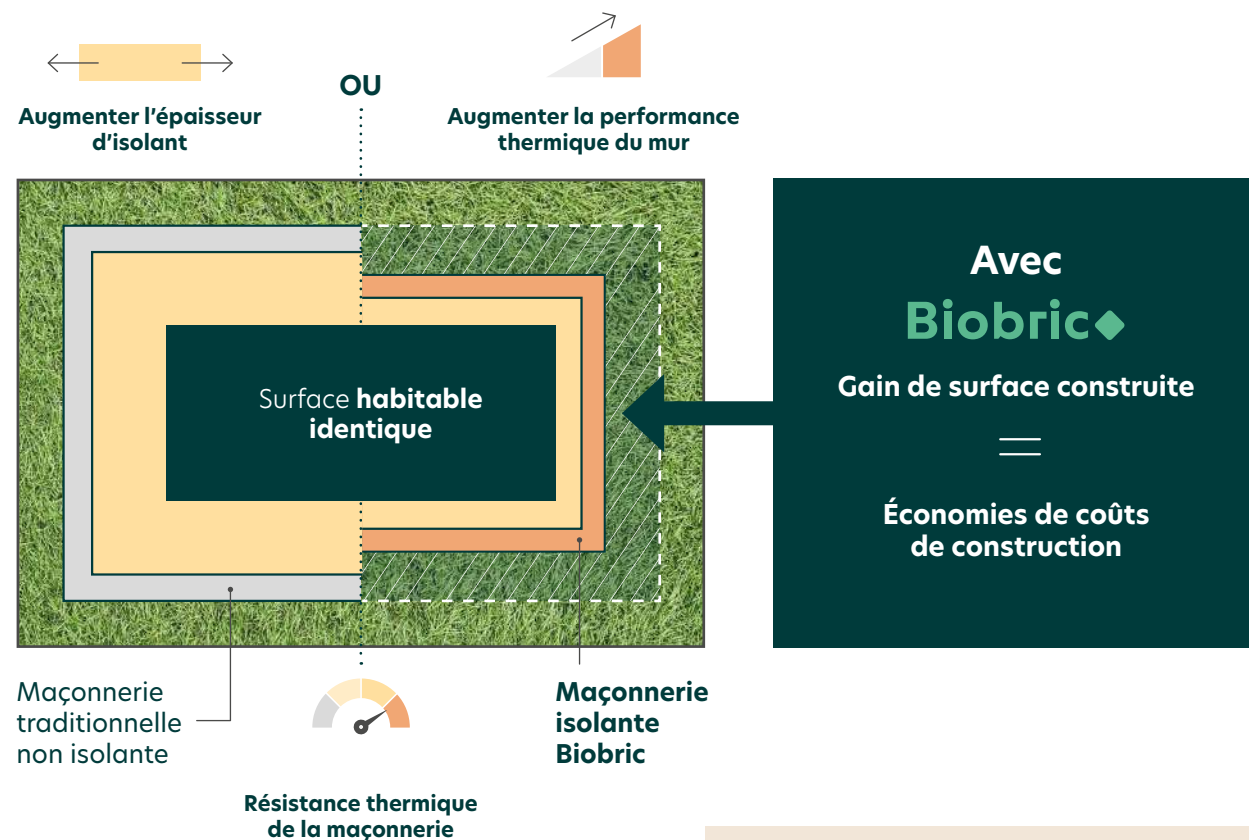 Augmenter l'épaisseur
d'isolant
OU
Augmenter la performance
thermique du mur
Surface habitable
identique
Avec
Biobric
Gain de surface construite
Économies de coûts
de construction
Maçonnerie
traditionnelle
non isolante
Maçonnerie
isolante
Biobric
Résistance thermique
de la maçonnerie